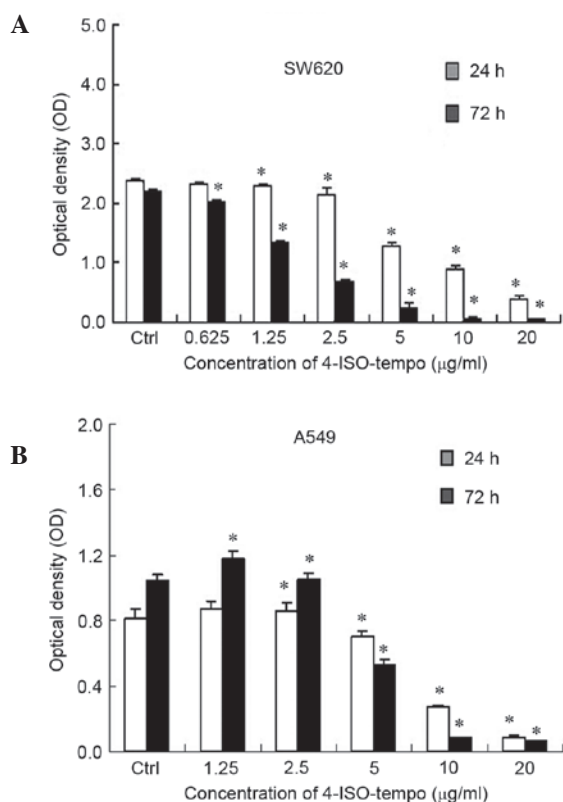 A
SW620
24 h
72 h
Optical density (OD)
5.0
4.0
3.0
2.0
1.0
0.0
* * * * * * * * * * *
Ctrl 0.625 1.25 2.5 5 10 20
Concentration of 4-ISO-tempo (µg/ml)
B
A549
24 h
72 h
Optical density (OD)
2.0
1.6
1.2
0.8
0.4
0.0
* * * * * * * * *
Ctrl 1.25 2.5 5 10 20
Concentration of 4-ISO-tempo (µg/ml)